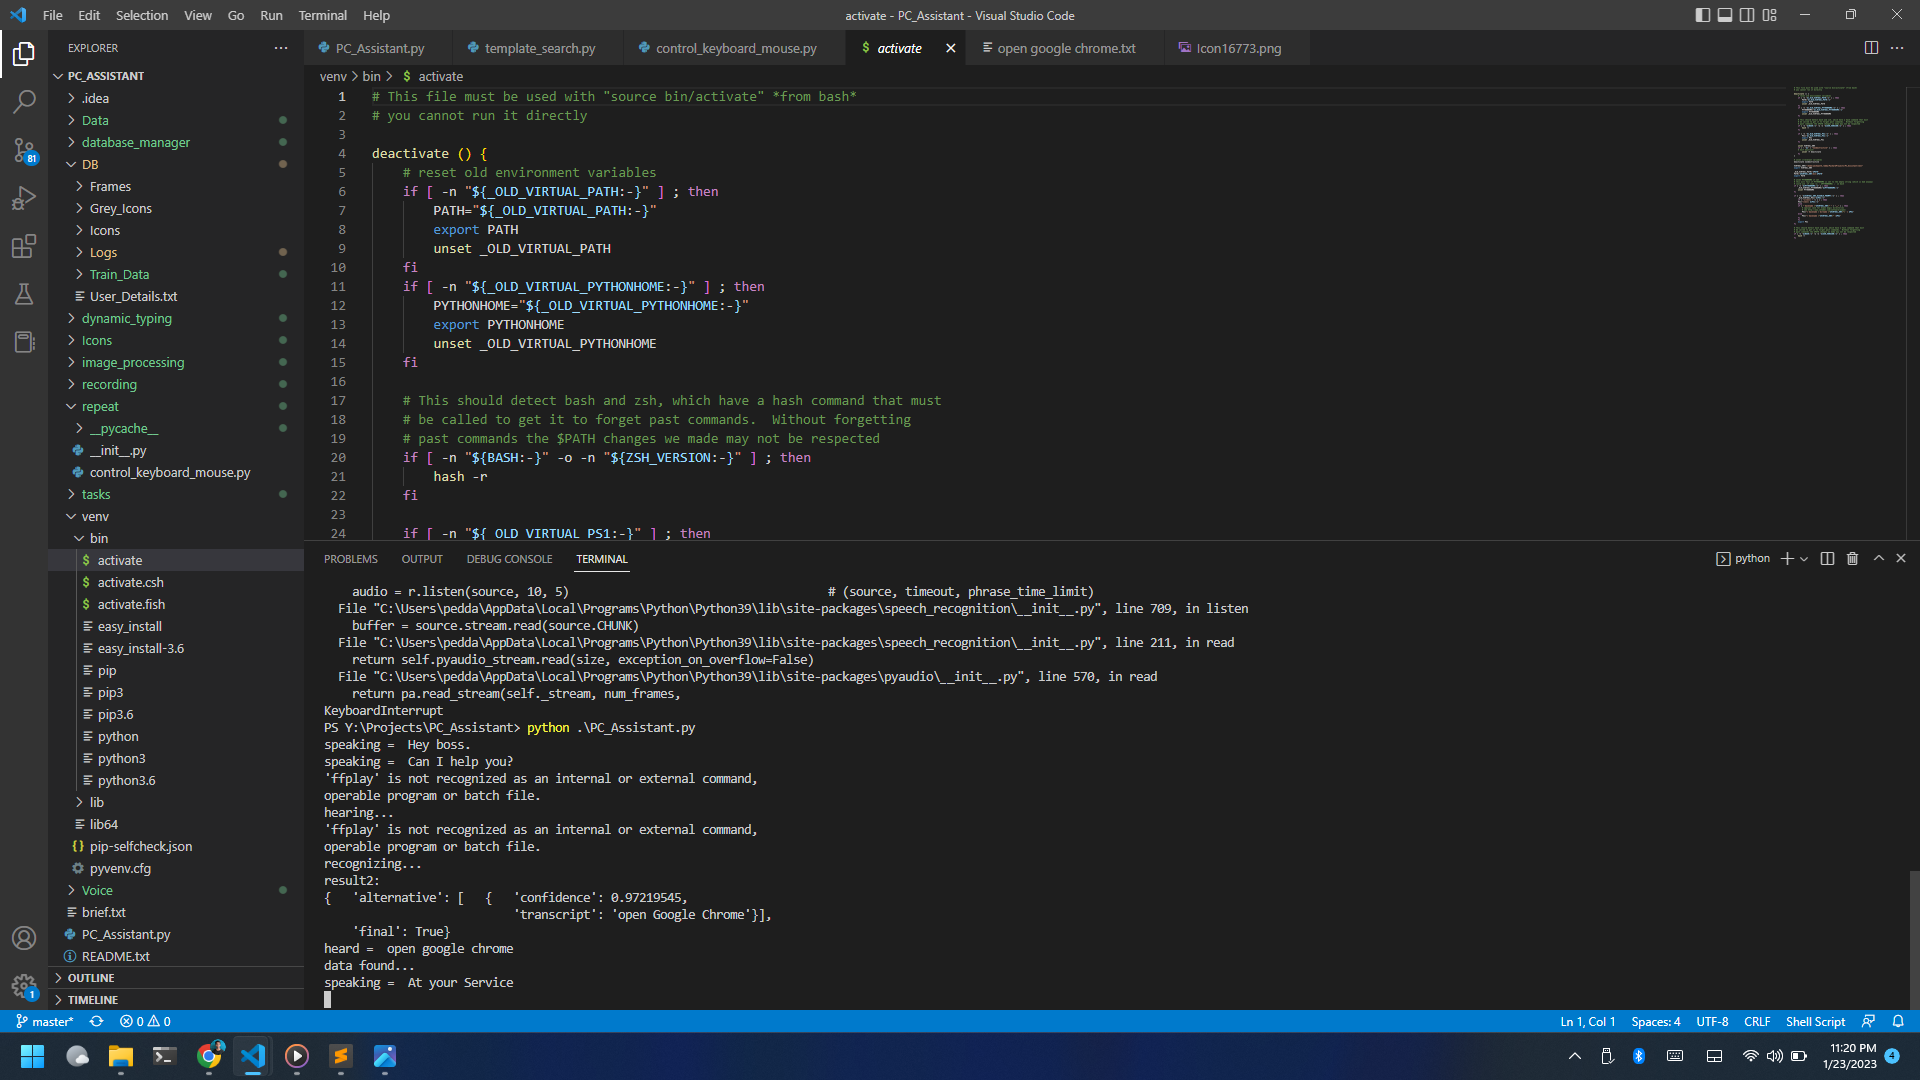 File Edit Selection View Go Run Terminal Help
activate - PC_Assistant - Visual Studio Code
EXPLORER
PC_Assistant.py
template_search.py
control_keyboard_mouse.py
$ activate
open google chrome.txt
Icon16773.png
venv > bin > $ activate
PC_ASSISTANT
.idea
Data
database_manager
DB
Frames
Grey_Icons
Icons
Logs
Train_Data
User_Details.txt
dynamic_typing
Icons
image_processing
recording
repeat
__pycache__
__init__.py
control_keyboard_mouse.py
tasks
venv
bin
$ activate
$ activate.csh
$ activate.fish
easy_install
easy_install-3.6
pip
pip3
pip3.6
python
python3
python3.6
lib
lib64
{} pip-selfcheck.json
pyvenv.cfg
Voice
brief.txt
PC_Assistant.py
README.txt
OUTLINE
TIMELINE
81
1
1 # This file must be used with "source bin/activate" *from bash*
2 # you cannot run it directly
3
4 deactivate () {
5 # reset old environment variables
6 if [ -n "${_OLD_VIRTUAL_PATH:-}" ] ; then
7 PATH="${_OLD_VIRTUAL_PATH:-}"
8 export PATH
9 unset _OLD_VIRTUAL_PATH
10 fi
11 if [ -n "${_OLD_VIRTUAL_PYTHONHOME:-}" ] ; then
12 PYTHONHOME="${_OLD_VIRTUAL_PYTHONHOME:-}"
13 export PYTHONHOME
14 unset _OLD_VIRTUAL_PYTHONHOME
15 fi
16
17 # This should detect bash and zsh, which have a hash command that must
18 # be called to get it to forget past commands.  Without forgetting
19 # past commands the $PATH changes we made may not be respected
20 if [ -n "${BASH:-}" -o -n "${ZSH_VERSION:-}" ] ; then
21 hash -r
22 fi
23
24 if [ -n "${_OLD_VIRTUAL_PS1:-}" ] ; then
PROBLEMS OUTPUT DEBUG CONSOLE TERMINAL
python
audio = r.listen(source, 10, 5) # (source, timeout, phrase_time_limit)
File "C:\Users\pedda\AppData\Local\Programs\Python\Python39\lib\site-packages\speech_recognition\__init__.py", line 709, in listen
buffer = source.stream.read(source.CHUNK)
File "C:\Users\pedda\AppData\Local\Programs\Python\Python39\lib\site-packages\speech_recognition\__init__.py", line 211, in read
return self.pyaudio_stream.read(size, exception_on_overflow=False)
File "C:\Users\pedda\AppData\Local\Programs\Python\Python39\lib\site-packages\pyaudio\__init__.py", line 570, in read
return pa.read_stream(self._stream, num_frames,
KeyboardInterrupt
PS Y:\Projects\PC_Assistant> python .\PC_Assistant.py
speaking =  Hey boss.
speaking =  Can I help you?
'ffplay' is not recognized as an internal or external command,
operable program or batch file.
hearing...
'ffplay' is not recognized as an internal or external command,
operable program or batch file.
recognizing...
result2:
{   'alternative': [   {   'confidence': 0.97219545,
'transcript': 'open Google Chrome'}],
'final': True}
heard =  open google chrome
data found...
speaking =  At your Service
master* 0 0
Ln 1, Col 1 Spaces: 4 UTF-8 CRLF Shell Script
11:20 PM
1/23/2023
4